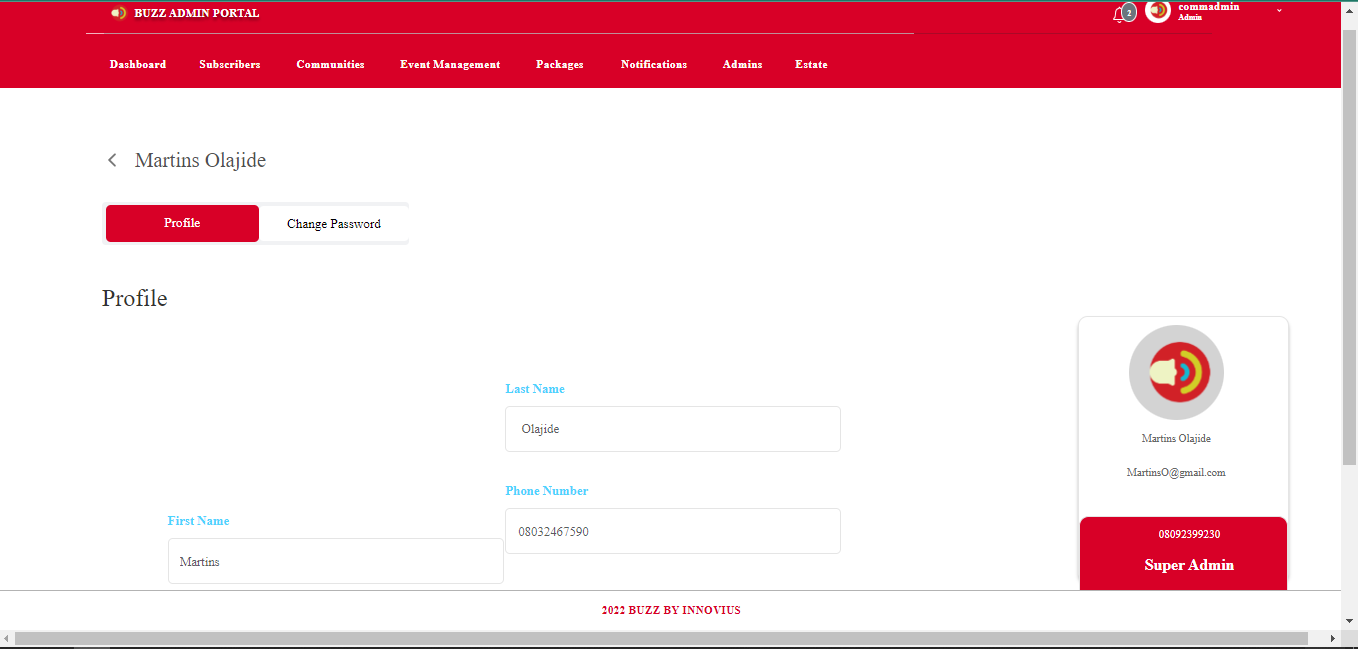 BUZZ ADMIN PORTAL
2
commadmin
Admin
Dashboard Subscribers Communities Event Management Packages Notifications Admins Estate
Martins Olajide
Profile Change Password
Profile
Last Name
Olajide
Phone Number
08032467590
First Name
Martins
Martins Olajide
MartinsO@gmail.com
08092399230
Super Admin
2022 BUZZ BY INNOVIUS